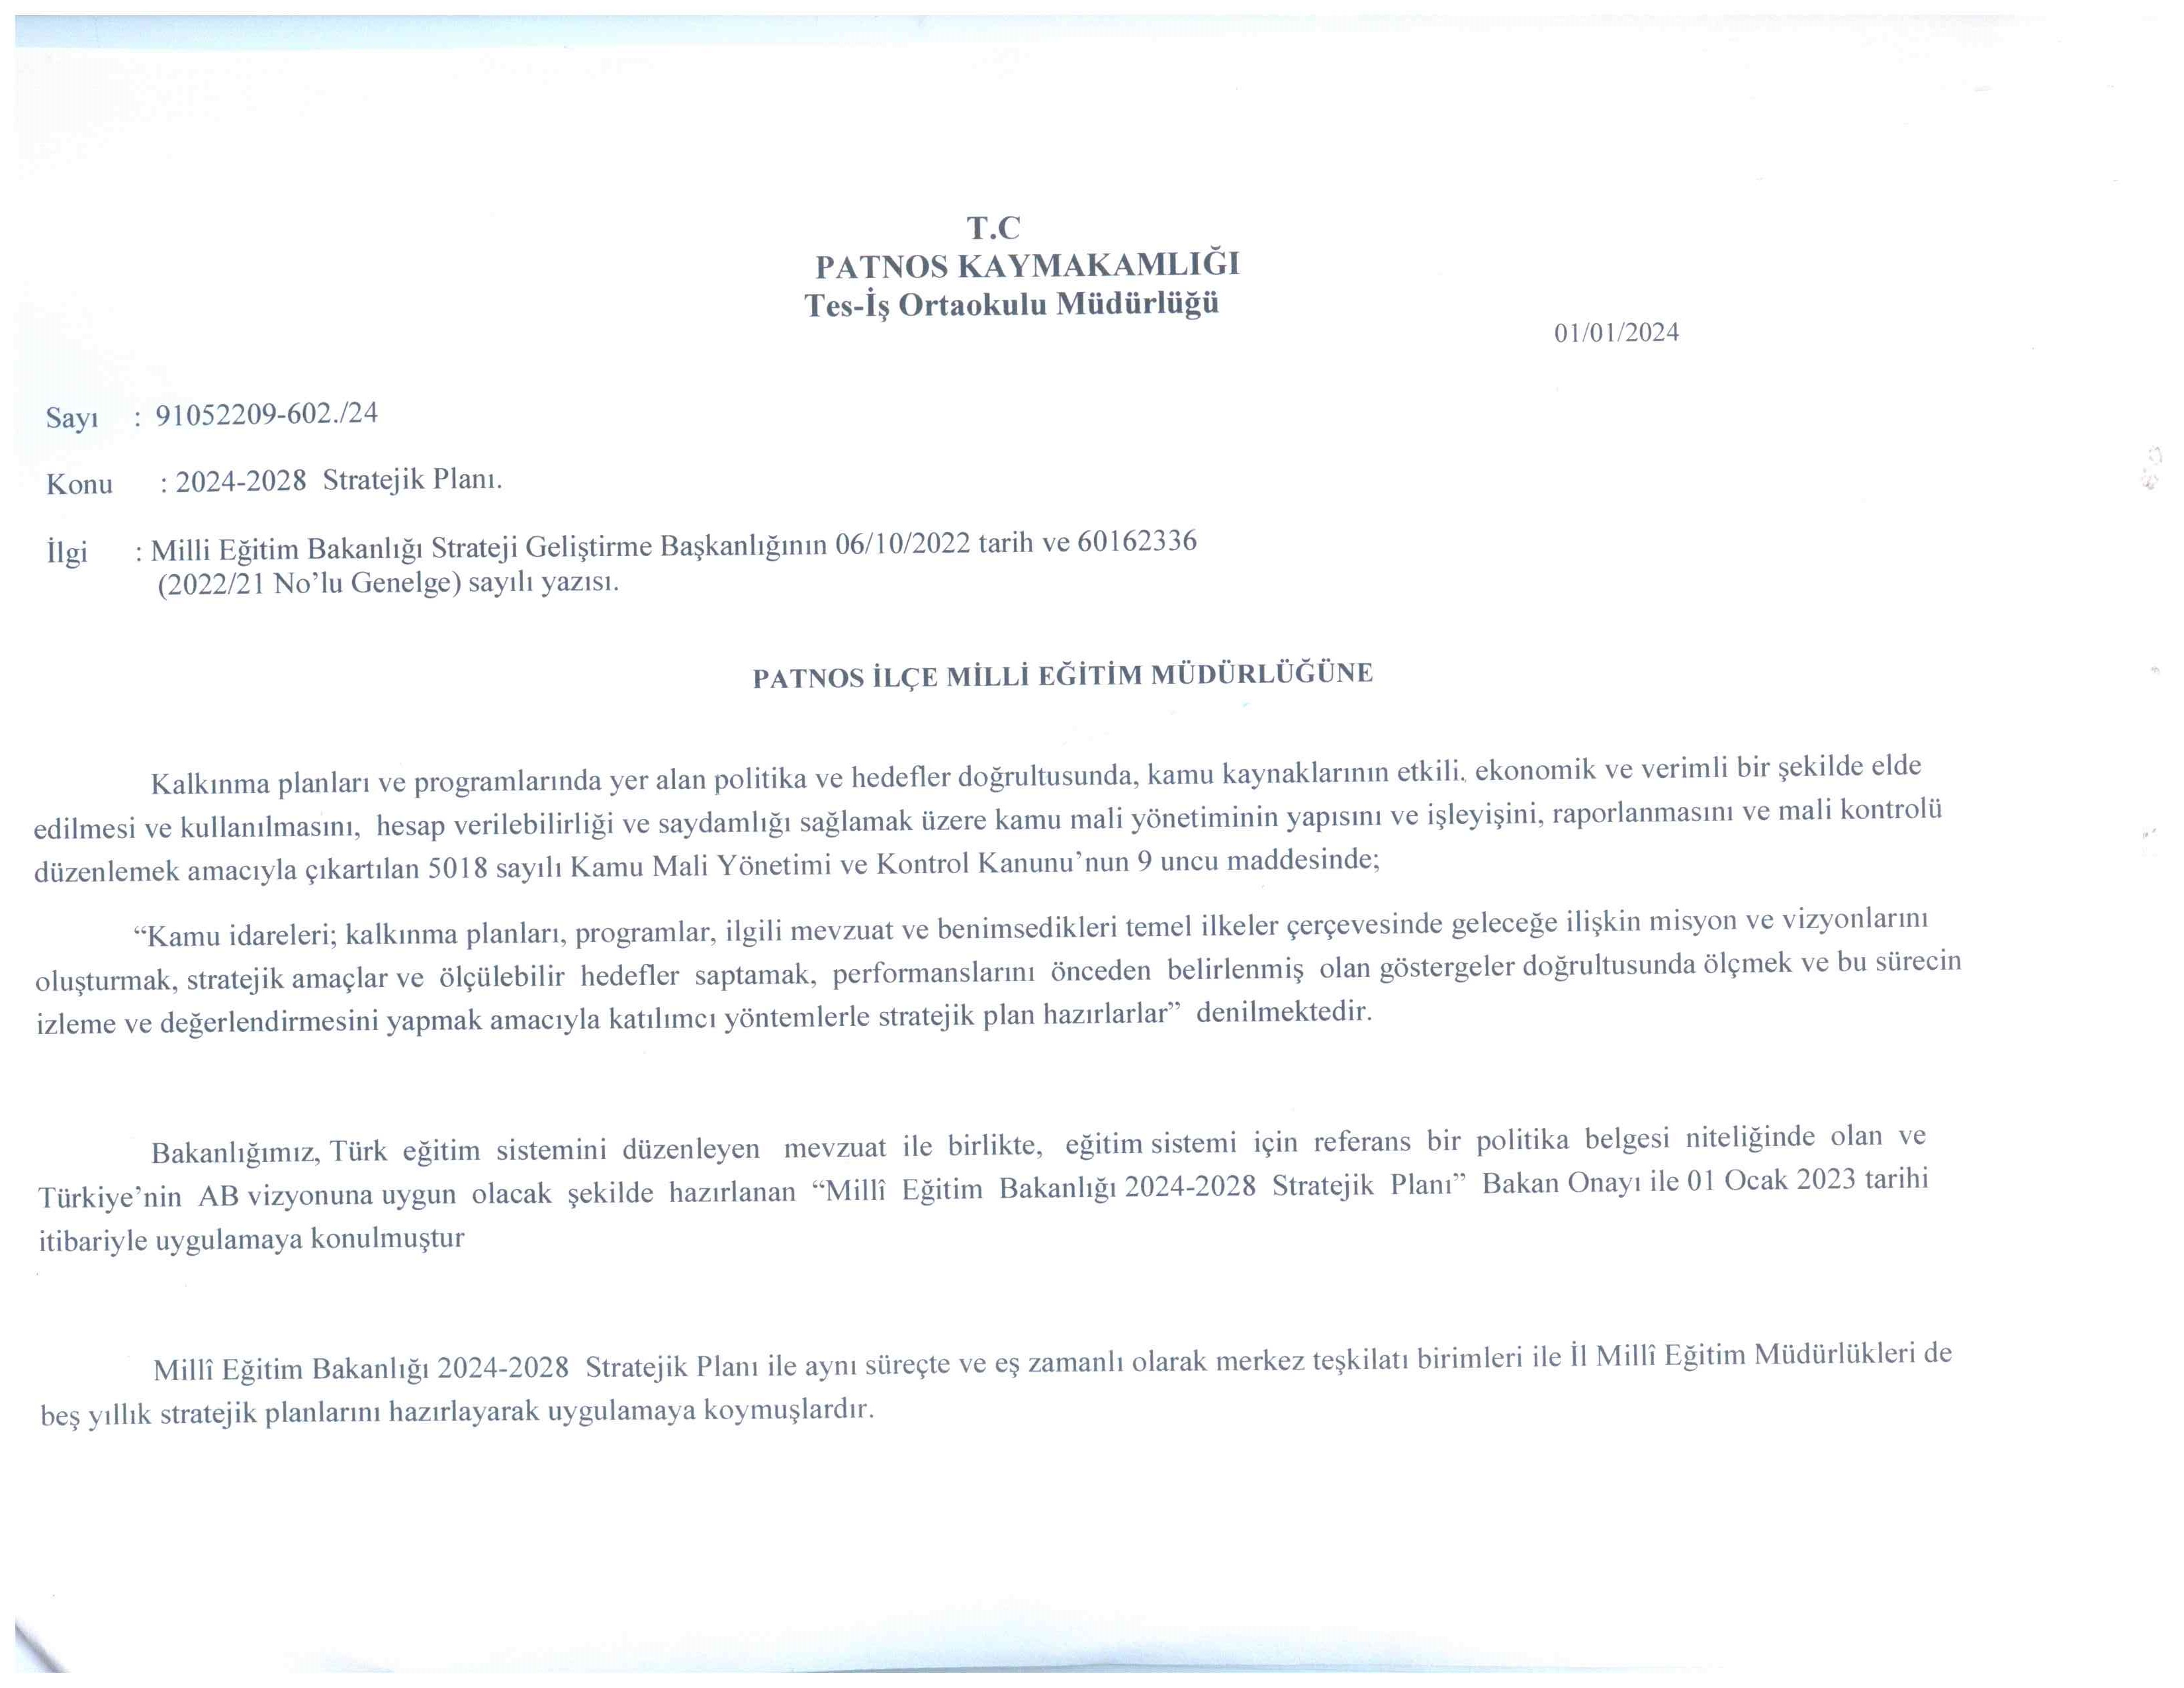 T.C
PATNOS KAYMAKAMLIĞI
Tes-İş Ortaokulu Müdürlüğü
01/01/2024
Sayı : 91052209-602./24
Konu : 2024-2028 Stratejik Planı.
İlgi : Milli Eğitim Bakanlığı Strateji Geliştirme Başkanlığının 06/10/2022 tarih ve 60162336
(2022/21 No’lu Genelge) sayılı yazısı.
PATNOS İLÇE MİLLİ EĞİTİM MÜDÜRLÜĞÜNE
Kalkınma planları ve programlarında yer alan politika ve hedefler doğrultusunda, kamu kaynaklarının etkili, ekonomik ve verimli bir şekilde elde
edilmesi ve kullanılmasını, hesap verilebilirliği ve saydamlığı sağlamak üzere kamu mali yönetiminin yapısını ve işleyişini, raporlanmasını ve mali kontrolü
düzenlemek amacıyla çıkartılan 5018 sayılı Kamu Mali Yönetimi ve Kontrol Kanunu’nun 9 uncu maddesinde;
“Kamu idareleri; kalkınma planları, programlar, ilgili mevzuat ve benimsedikleri temel ilkeler çerçevesinde geleceğe ilişkin misyon ve vizyonlarını
oluşturmak, stratejik amaçlar ve ölçülebilir hedefler saptamak, performanslarını önceden belirlenmiş olan göstergeler doğrultusunda ölçmek ve bu sürecin
izleme ve değerlendirmesini yapmak amacıyla katılımcı yöntemlerle stratejik plan hazırlarlar” denilmektedir.
Bakanlığımız, Türk eğitim sistemini düzenleyen mevzuat ile birlikte, eğitim sistemi için referans bir politika belgesi niteliğinde olan ve
Türkiye’nin AB vizyonuna uygun olacak şekilde hazırlanan “Millî Eğitim Bakanlığı 2024-2028 Stratejik Planı” Bakan Onayı ile 01 Ocak 2023 tarihi
itibariyle uygulamaya konulmuştur
Millî Eğitim Bakanlığı 2024-2028 Stratejik Planı ile aynı süreçte ve eş zamanlı olarak merkez teşkilatı birimleri ile İl Millî Eğitim Müdürlükleri de
beş yıllık stratejik planlarını hazırlayarak uygulamaya koymuşlardır.